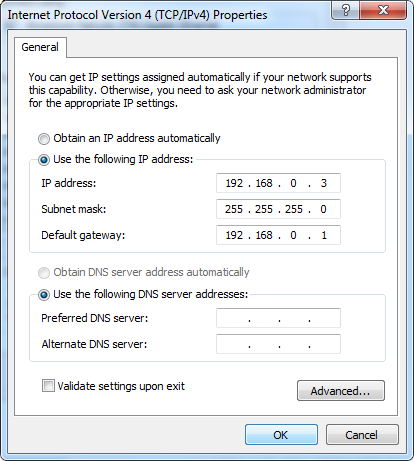 Internet Protocol Version 4 (TCP/IPv4) Properties
General
You can get IP settings assigned automatically if your network supports
this capability. Otherwise, you need to ask your network administrator
for the appropriate IP settings.
Obtain an IP address automatically
Use the following IP address:
IP address: 192 . 168 . 0 . 3
Subnet mask: 255 . 255 . 255 . 0
Default gateway: 192 . 168 . 0 . 1
Obtain DNS server address automatically
Use the following DNS server addresses:
Preferred DNS server: . . .
Alternate DNS server: . . .
Validate settings upon exit
Advanced...
OK Cancel